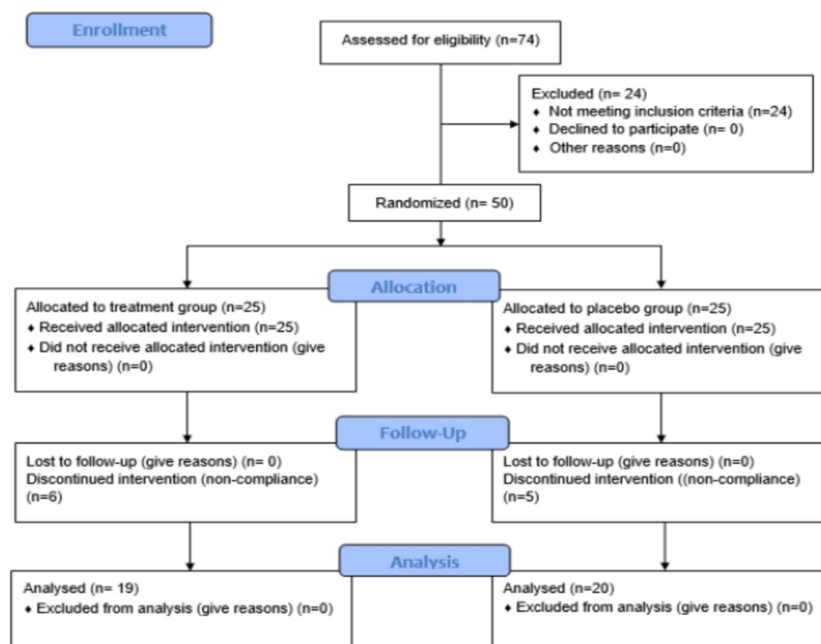 Enrollment
Assessed for eligibility (n=74)
Excluded (n= 24)
♦ Not meeting inclusion criteria (n=24)
♦ Declined to participate (n= 0)
♦ Other reasons (n=0)
Randomized (n= 50)
Allocation
Allocated to treatment group (n=25)
♦ Received allocated intervention (n=25)
♦ Did not receive allocated intervention (give
reasons) (n=0)
Allocated to placebo group (n=25)
♦ Received allocated intervention (n=25)
♦ Did not receive allocated intervention (give
reasons) (n=0)
Follow-Up
Lost to follow-up (give reasons) (n= 0)
Discontinued intervention (non-compliance)
(n=6)
Lost to follow-up (give reasons) (n=0)
Discontinued intervention ((non-compliance)
(n=5)
Analysis
Analysed (n= 19)
♦ Excluded from analysis (give reasons) (n=0)
Analysed (n=20)
♦ Excluded from analysis (give reasons) (n=0)